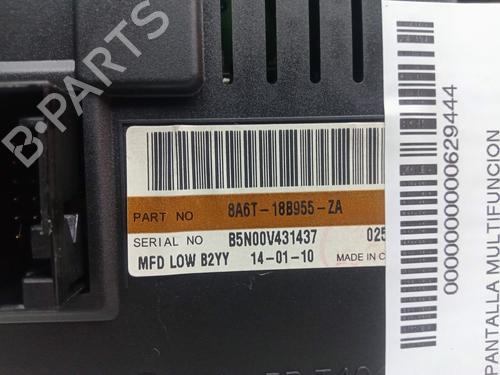 B-PARTS
PART NO 8A6T-18B955-ZA
SERIAL NO B5N00V431437 025
MFD LOW B2YY 14-01-10 MADE IN C
000000000000629444
PANTALLA MULTIFUNCION